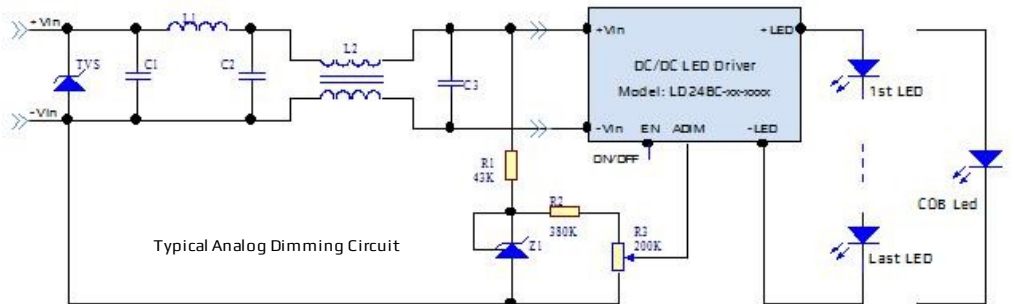 +Vin
L1
TVS
C1
C2
L2
C3
-Vin
+Vin
+LED
DC/DC LED Driver
Model: LD24BC-xx-xxxx
-Vin EN ADIM -LED
ON/OFF
1st LED
COB Led
Last LED
R1
43K
R2
380K
R3
200K
Z1
Typical Analog Dimming Circuit